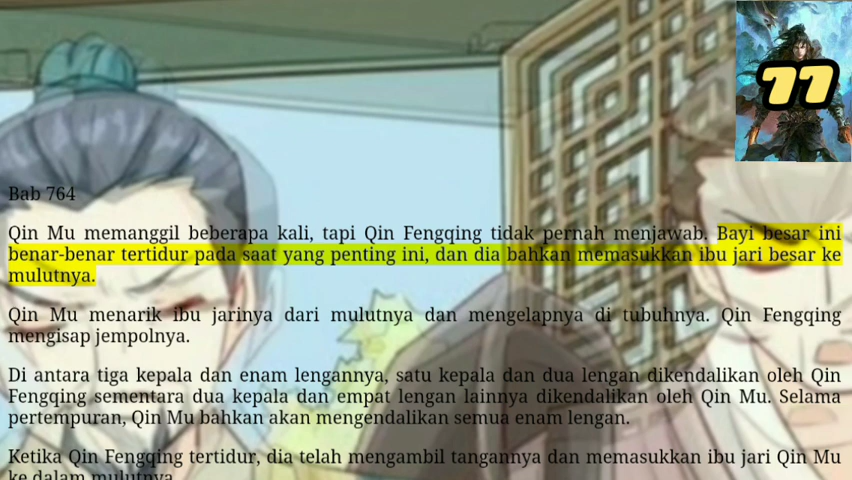 77
Bab 764
Qin Mu memanggil beberapa kali, tapi Qin Fengqing tidak pernah menjawab. Bayi besar ini
benar-benar tertidur pada saat yang penting ini, dan dia bahkan memasukkan ibu jari besar ke
mulutnya.
Qin Mu menarik ibu jarinya dari mulutnya dan mengelapnya di tubuhnya. Qin Fengqing
mengisap jempolnya.
Di antara tiga kepala dan enam lengannya, satu kepala dan dua lengan dikendalikan oleh Qin
Fengqing sementara dua kepala dan empat lengan lainnya dikendalikan oleh Qin Mu. Selama
pertempuran, Qin Mu bahkan akan mengendalikan semua enam lengan.
Ketika Qin Fengqing tertidur, dia telah mengambil tangannya dan memasukkan ibu jari Qin Mu
ke dalam mulutnya